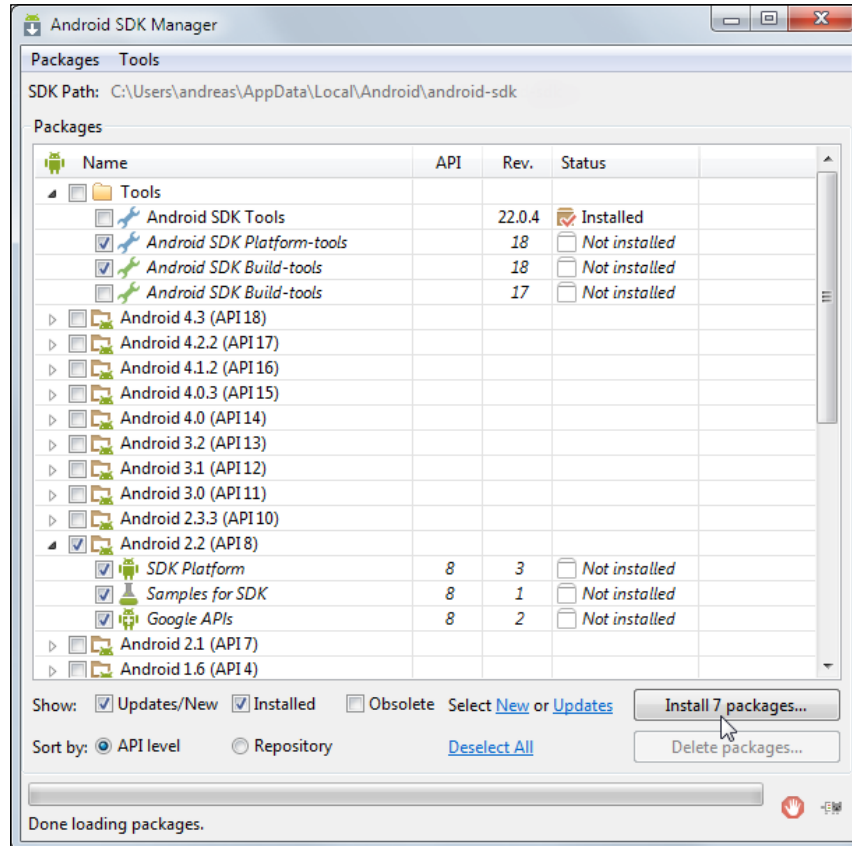 Android SDK Manager
Packages Tools
SDK Path: C:\Users\andreas\AppData\Local\Android\android-sdk
Packages
Name API Rev. Status
Tools
Android SDK Tools 22.0.4 Installed
Android SDK Platform-tools 18 Not installed
Android SDK Build-tools 18 Not installed
Android SDK Build-tools 17 Not installed
Android 4.3 (API 18)
Android 4.2.2 (API 17)
Android 4.1.2 (API 16)
Android 4.0.3 (API 15)
Android 4.0 (API 14)
Android 3.2 (API 13)
Android 3.1 (API 12)
Android 3.0 (API 11)
Android 2.3.3 (API 10)
Android 2.2 (API 8)
SDK Platform 8 3 Not installed
Samples for SDK 8 1 Not installed
Google APIs 8 2 Not installed
Android 2.1 (API 7)
Android 1.6 (API 4)
Show: Updates/New Installed Obsolete Select New or Updates Install 7 packages...
Sort by: API level Repository Deselect All Delete packages...
Done loading packages.